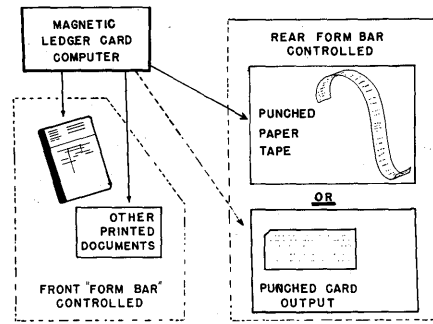 MAGNETIC
LEDGER CARD
COMPUTER
OTHER
PRINTED
DOCUMENTS
FRONT "FORM BAR"
CONTROLLED
REAR FORM BAR
CONTROLLED
PUNCHED
PAPER
TAPE
OR
PUNCHED CARD
OUTPUT